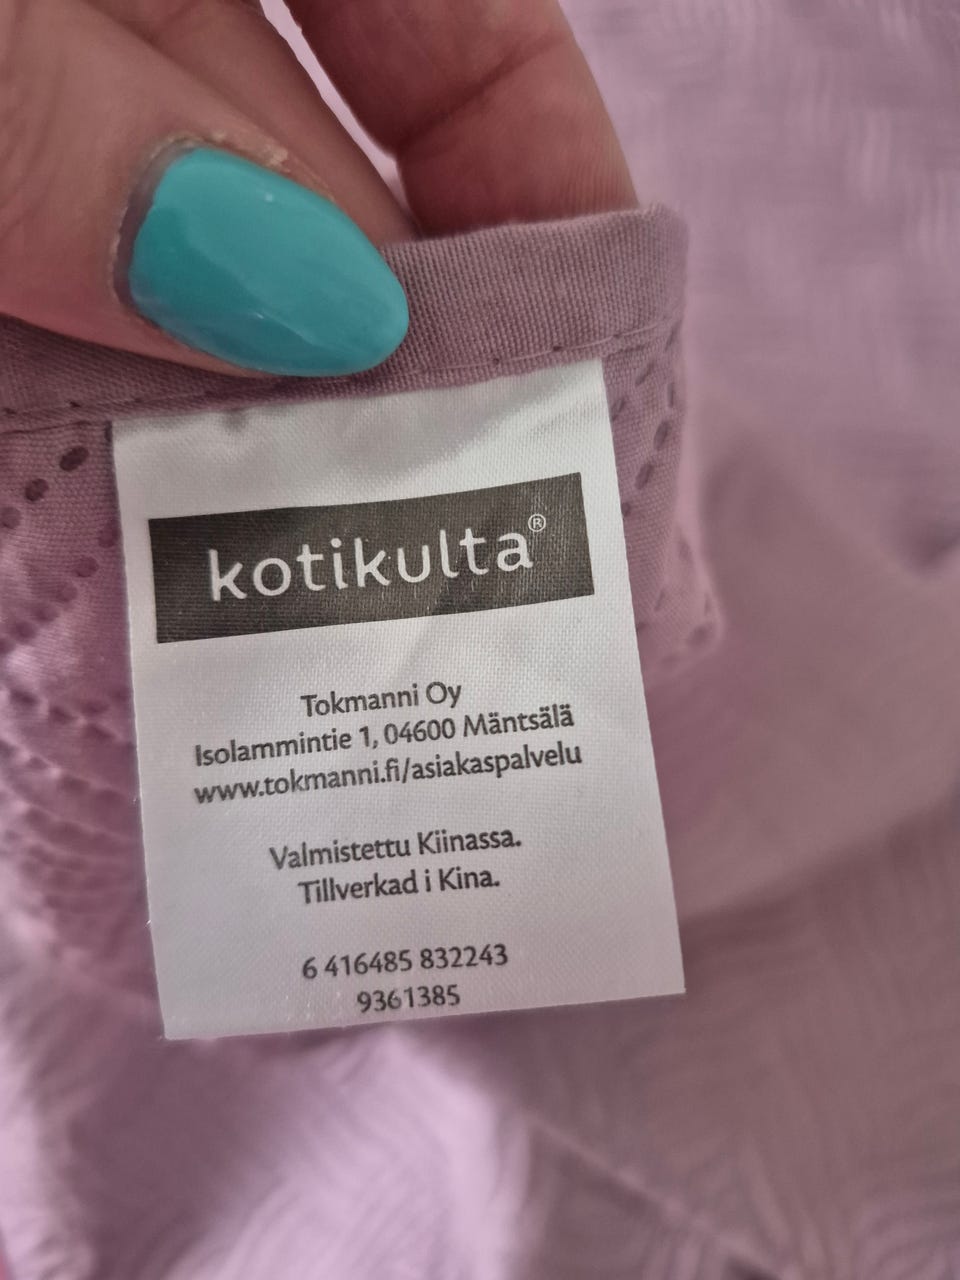 kotikulta®
Tokmanni Oy
Isolammintie 1, 04600 Mäntsälä
www.tokmanni.fi/asiakaspalvelu
Valmistettu Kiinassa.
Tillverkad i Kina.
6 416485 832243
9361385